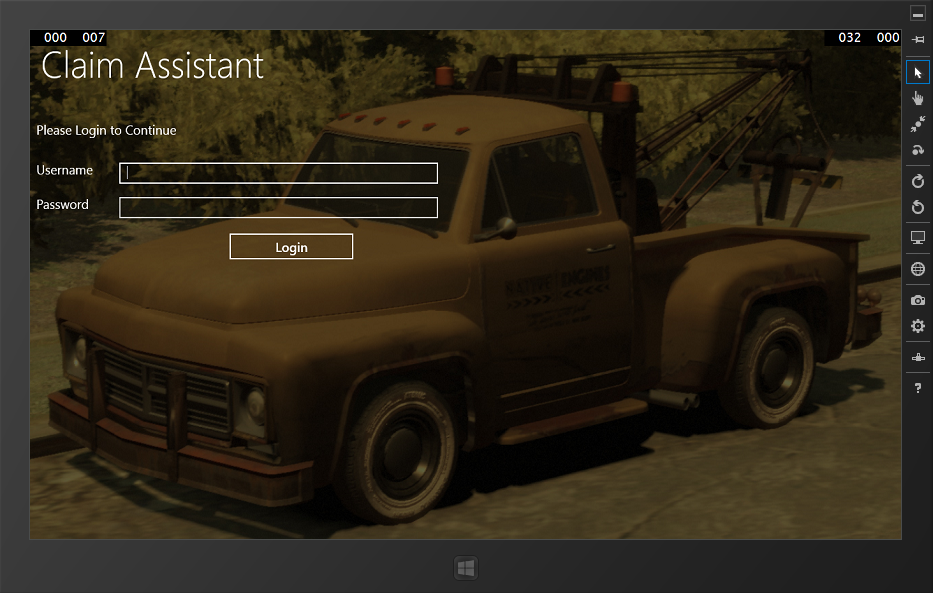 000 007
032 000
Claim Assistant
Please Login to Continue
Username
Password
Login
?